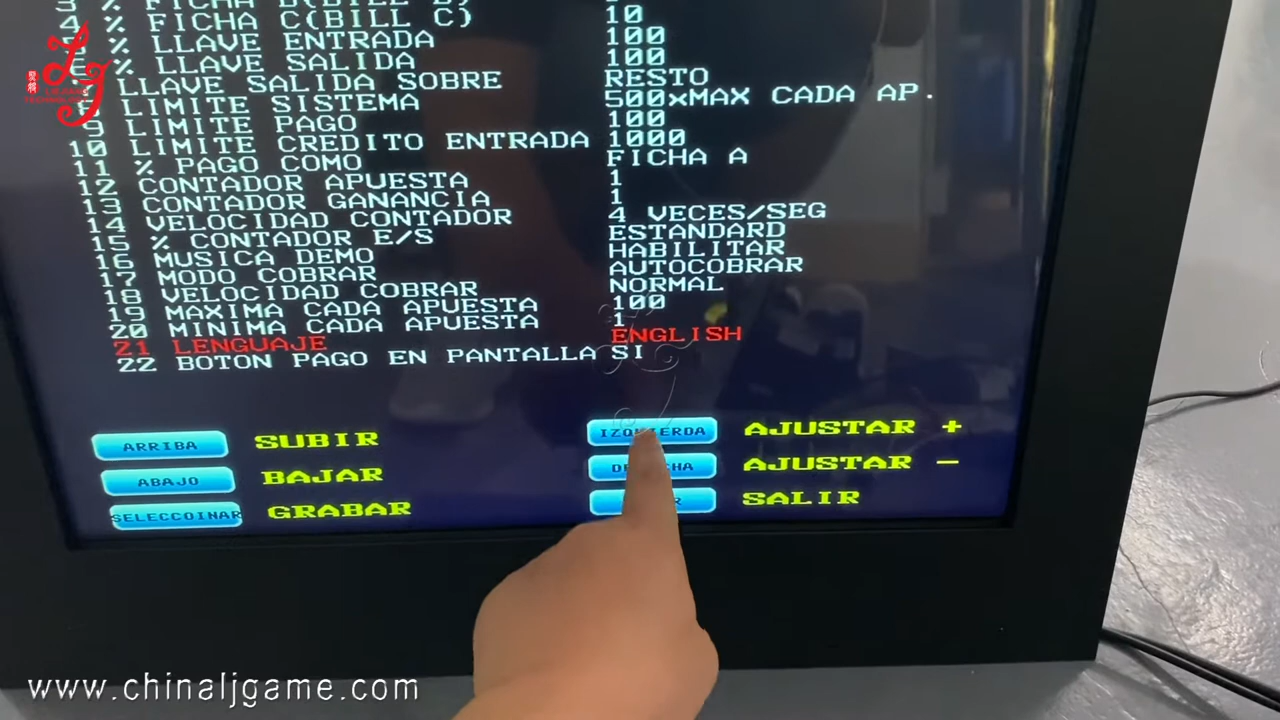 3 % FICHA B(BILL B)
4 % FICHA C(BILL C) 10
5 % LLAVE ENTRADA 100
6 % LLAVE SALIDA 100
LLAVE SALIDA SOBRE RESTO
8 LIMITE SISTEMA 500xMAX CADA AP.
9 LIMITE PAGO 100
10 LIMITE CREDITO ENTRADA 1000
11 % PAGO COMO FICHA A
12 CONTADOR APUESTA 1
13 CONTADOR GANANCIA 1
14 VELOCIDAD CONTADOR 4 VECES/SEG
15 % CONTADOR E/S ESTANDARD
16 MUSICA DEMO HABILITAR
17 MODO COBRAR AUTOCOBRAR
18 VELOCIDAD COBRAR NORMAL
19 MAXIMA CADA APUESTA 100
20 MINIMA CADA APUESTA 1
21 LENGUAJE ENGLISH
22 BOTON PAGO EN PANTALLA SI
ARRIBA SUBIR IZQUIERDA AJUSTAR +
ABAJO BAJAR AJUSTAR -
SELECCOINAR GRABAR SALIR
www.chinaljgame.com